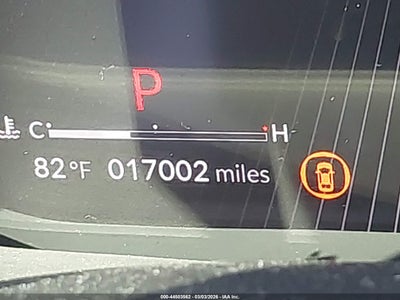 P
C H
82°F 017002 miles
000-44603562 - 03/03/2026 - IAA Inc.